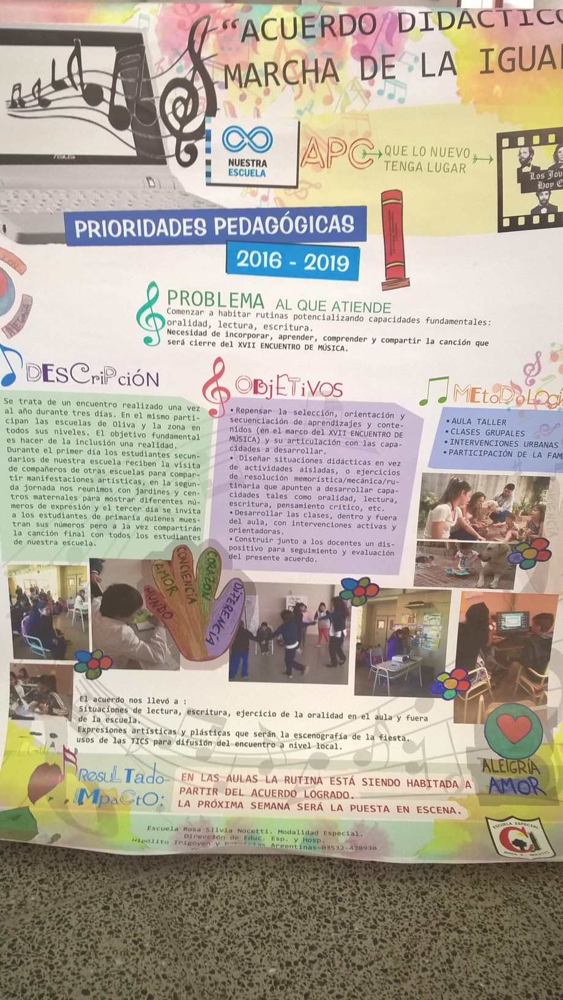 “ACUERDO DIDÁCTICO
MARCHA DE LA
NUESTRA
ESCUELA
APC
QUE LO NUEVO
TENGA LUGAR
Los
Hoy
ASUS
PRIORIDADES PEDAGÓGICAS
2016 - 2019
PROBLEMA AL QUE ATIENDE
Comenzar a habitar rutinas potencializando capacidades fundamentales:
oralidad, lectura, escritura.
Necesidad de incorporar, aprender, comprender y compartir la canción que
será cierre del XVII ENCUENTRO DE MÚSICA.
DEScriPcióN
Se trata de un encuentro realizado una vez
al año durante tres días. En el mismo parti-
cipan las escuelas de Oliva y la zona en
todos sus niveles. El objetivo fundamental
es hacer de la inclusión una realidad.
Durante el primer día los estudiantes secun-
darios de nuestra escuela reciben la visita
de compañeros de otras escuelas para compar-
tir manifestaciones artísticas, en la segun-
da jornada nos reunimos con jardines y cen-
tros maternales para mostrar diferentes nú-
meros de expresión y el tercer día se invita
a los estudiantes de primaria quienes mues-
tran sus números pero a la vez compartirán
la canción final con todos los estudiantes
de nuestra escuela.
OBjETiVOS
• Repensar la selección, orientación y
secuenciación de aprendizajes y conte-
nidos (en el marco del XVII ENCUENTRO DE
MÚSICA) y su articulación con las capa-
cidades a desarrollar.
• Diseñar situaciones didácticas en vez
de actividades aisladas, o ejercicios
de resolución memorística/mecánica/ru-
tinaria que apunten a desarrollar capa-
cidades tales como oralidad, lectura,
escritura, pensamiento crítico, etc.
• Desarrollar las clases, dentro y fuera
del aula, con intervenciones activas y
orientadoras.
• Construir junto a los docentes un dis-
positivo para seguimiento y evaluación
del presente acuerdo.
• AULA TALLER
• CLASES GRUPALES
• INTERVENCIONES URBANAS
• PARTICIPACIÓN DE LA
MUNDO
AMOR
CONCIENCIA
CORAZÓN
DiFERENCiA
El acuerdo nos llevó a :
Situaciones de lectura, escritura, ejercicio de la oralidad en el aula y fuera
de la escuela.
Expresiones artísticas y plásticas que serán la escenografía de la fiesta.
usos de las TICS para difusión del encuentro a nivel local.
ALEIGRÍA
AMOR
ResuLTado-
IMpaCtO:
EN LAS AULAS LA RUTINA ESTÁ SIENDO HABITADA A
PARTIR DEL ACUERDO LOGRADO.
LA PRÓXIMA SEMANA SERÁ LA PUESTA EN ESCENA.
Escuela Rosa Silvia Nocetti. Modalidad Especial.
Dirección de Educ. Esp. y Hosp.
Hipólito Irigoyen y Argentinas-03532-428930
ESCUELA ESPECIAL
ROSA S. NOCETTI